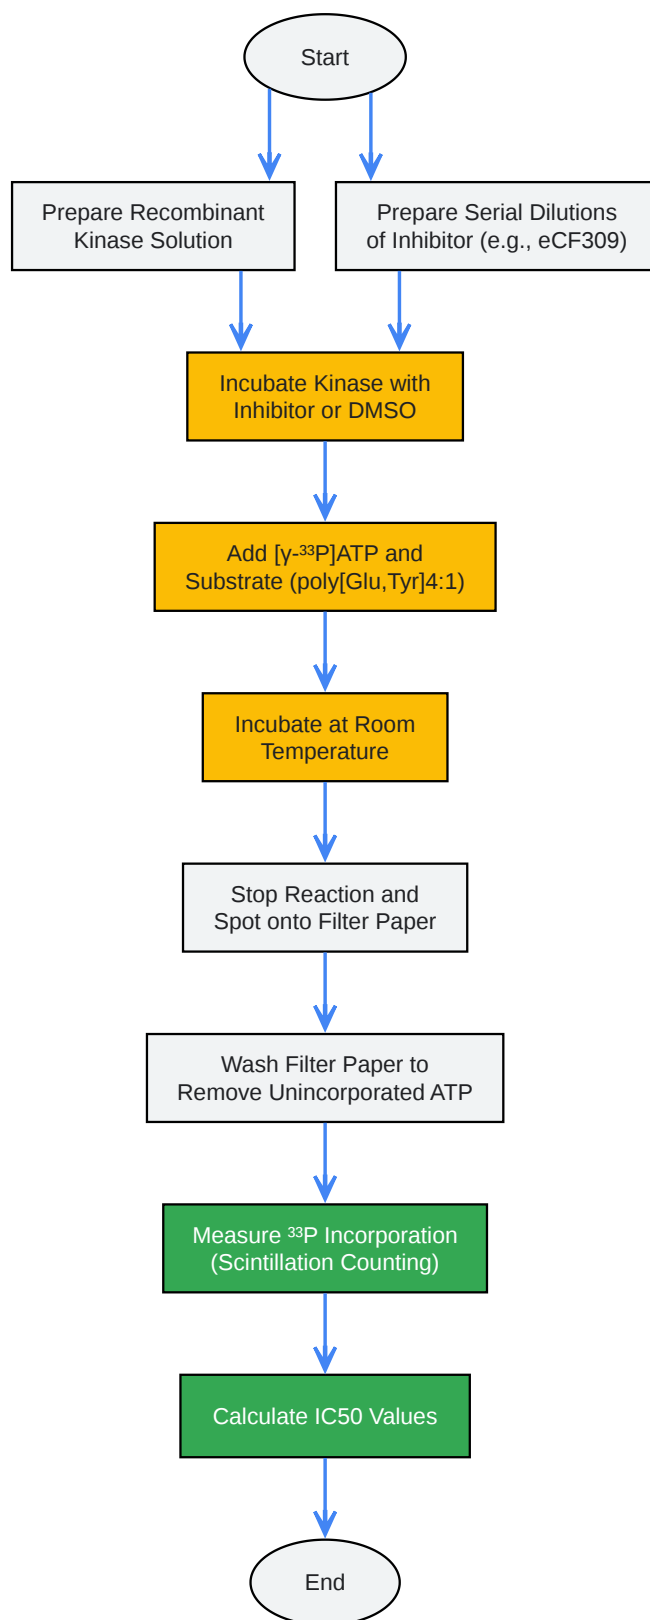 Start
Prepare Recombinant
Kinase Solution
Prepare Serial Dilutions
of Inhibitor (e.g., eCF309)
Incubate Kinase with
Inhibitor or DMSO
Add [γ-³³P]ATP and
Substrate (poly[Glu,Tyr]4:1)
Incubate at Room
Temperature
Stop Reaction and
Spot onto Filter Paper
Wash Filter Paper to
Remove Unincorporated ATP
Measure ³³P Incorporation
(Scintillation Counting)
Calculate IC50 Values
End